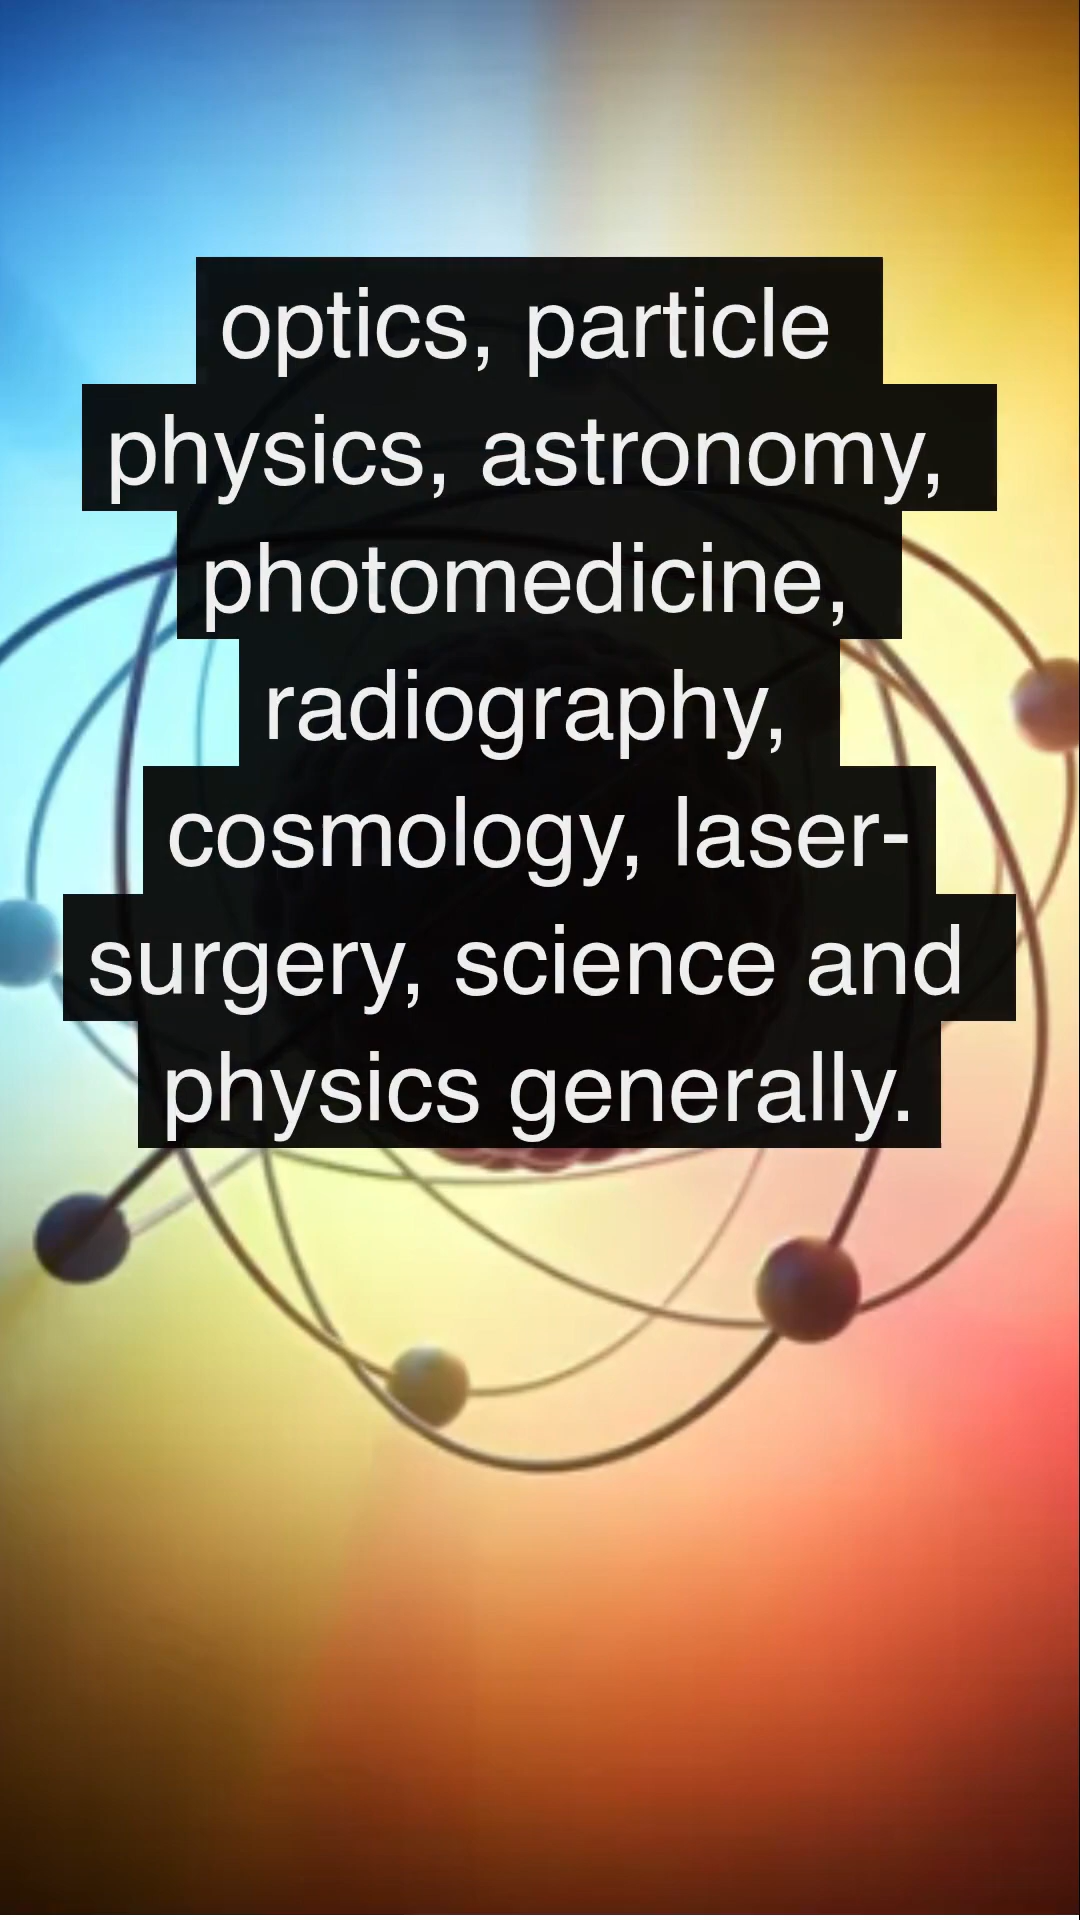 optics, particle
physics, astronomy,
photomedicine,
radiography,
cosmology, laser-
surgery, science and
physics generally.